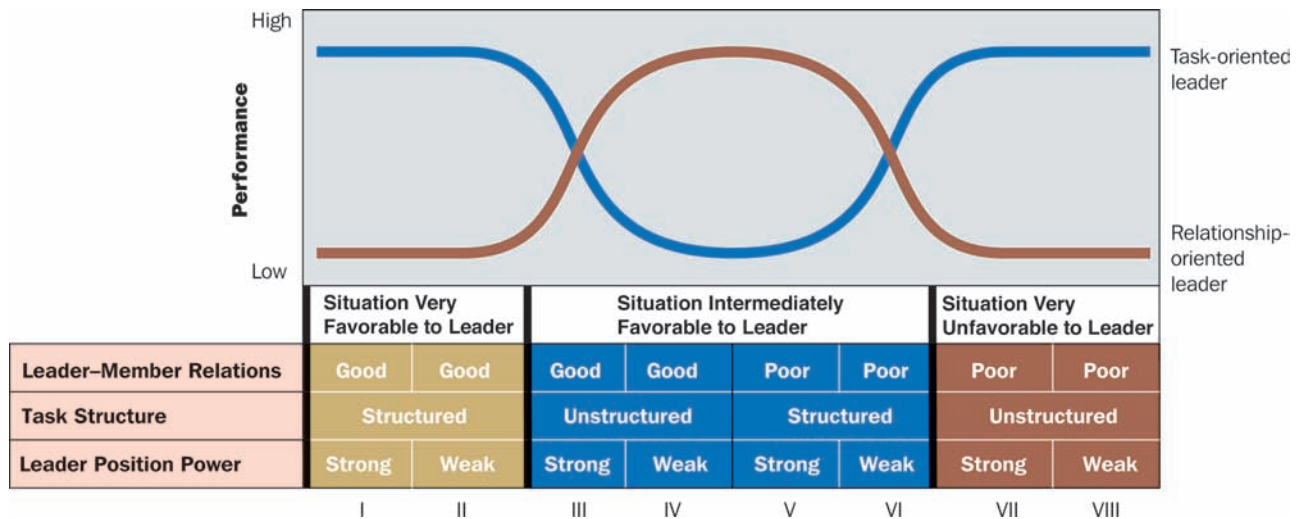 High
Performance
Low
Task-oriented
leader
Relationship-
oriented
leader
Situation Very
Favorable to Leader
Situation Intermediately
Favorable to Leader
Situation Very
Unfavorable to Leader
Leader–Member Relations Good Good Good Good Poor Poor Poor Poor
Task Structure Structured Unstructured Structured Unstructured
Leader Position Power Strong Weak Strong Weak Strong Weak Strong Weak
I II III IV V VI VII VIII